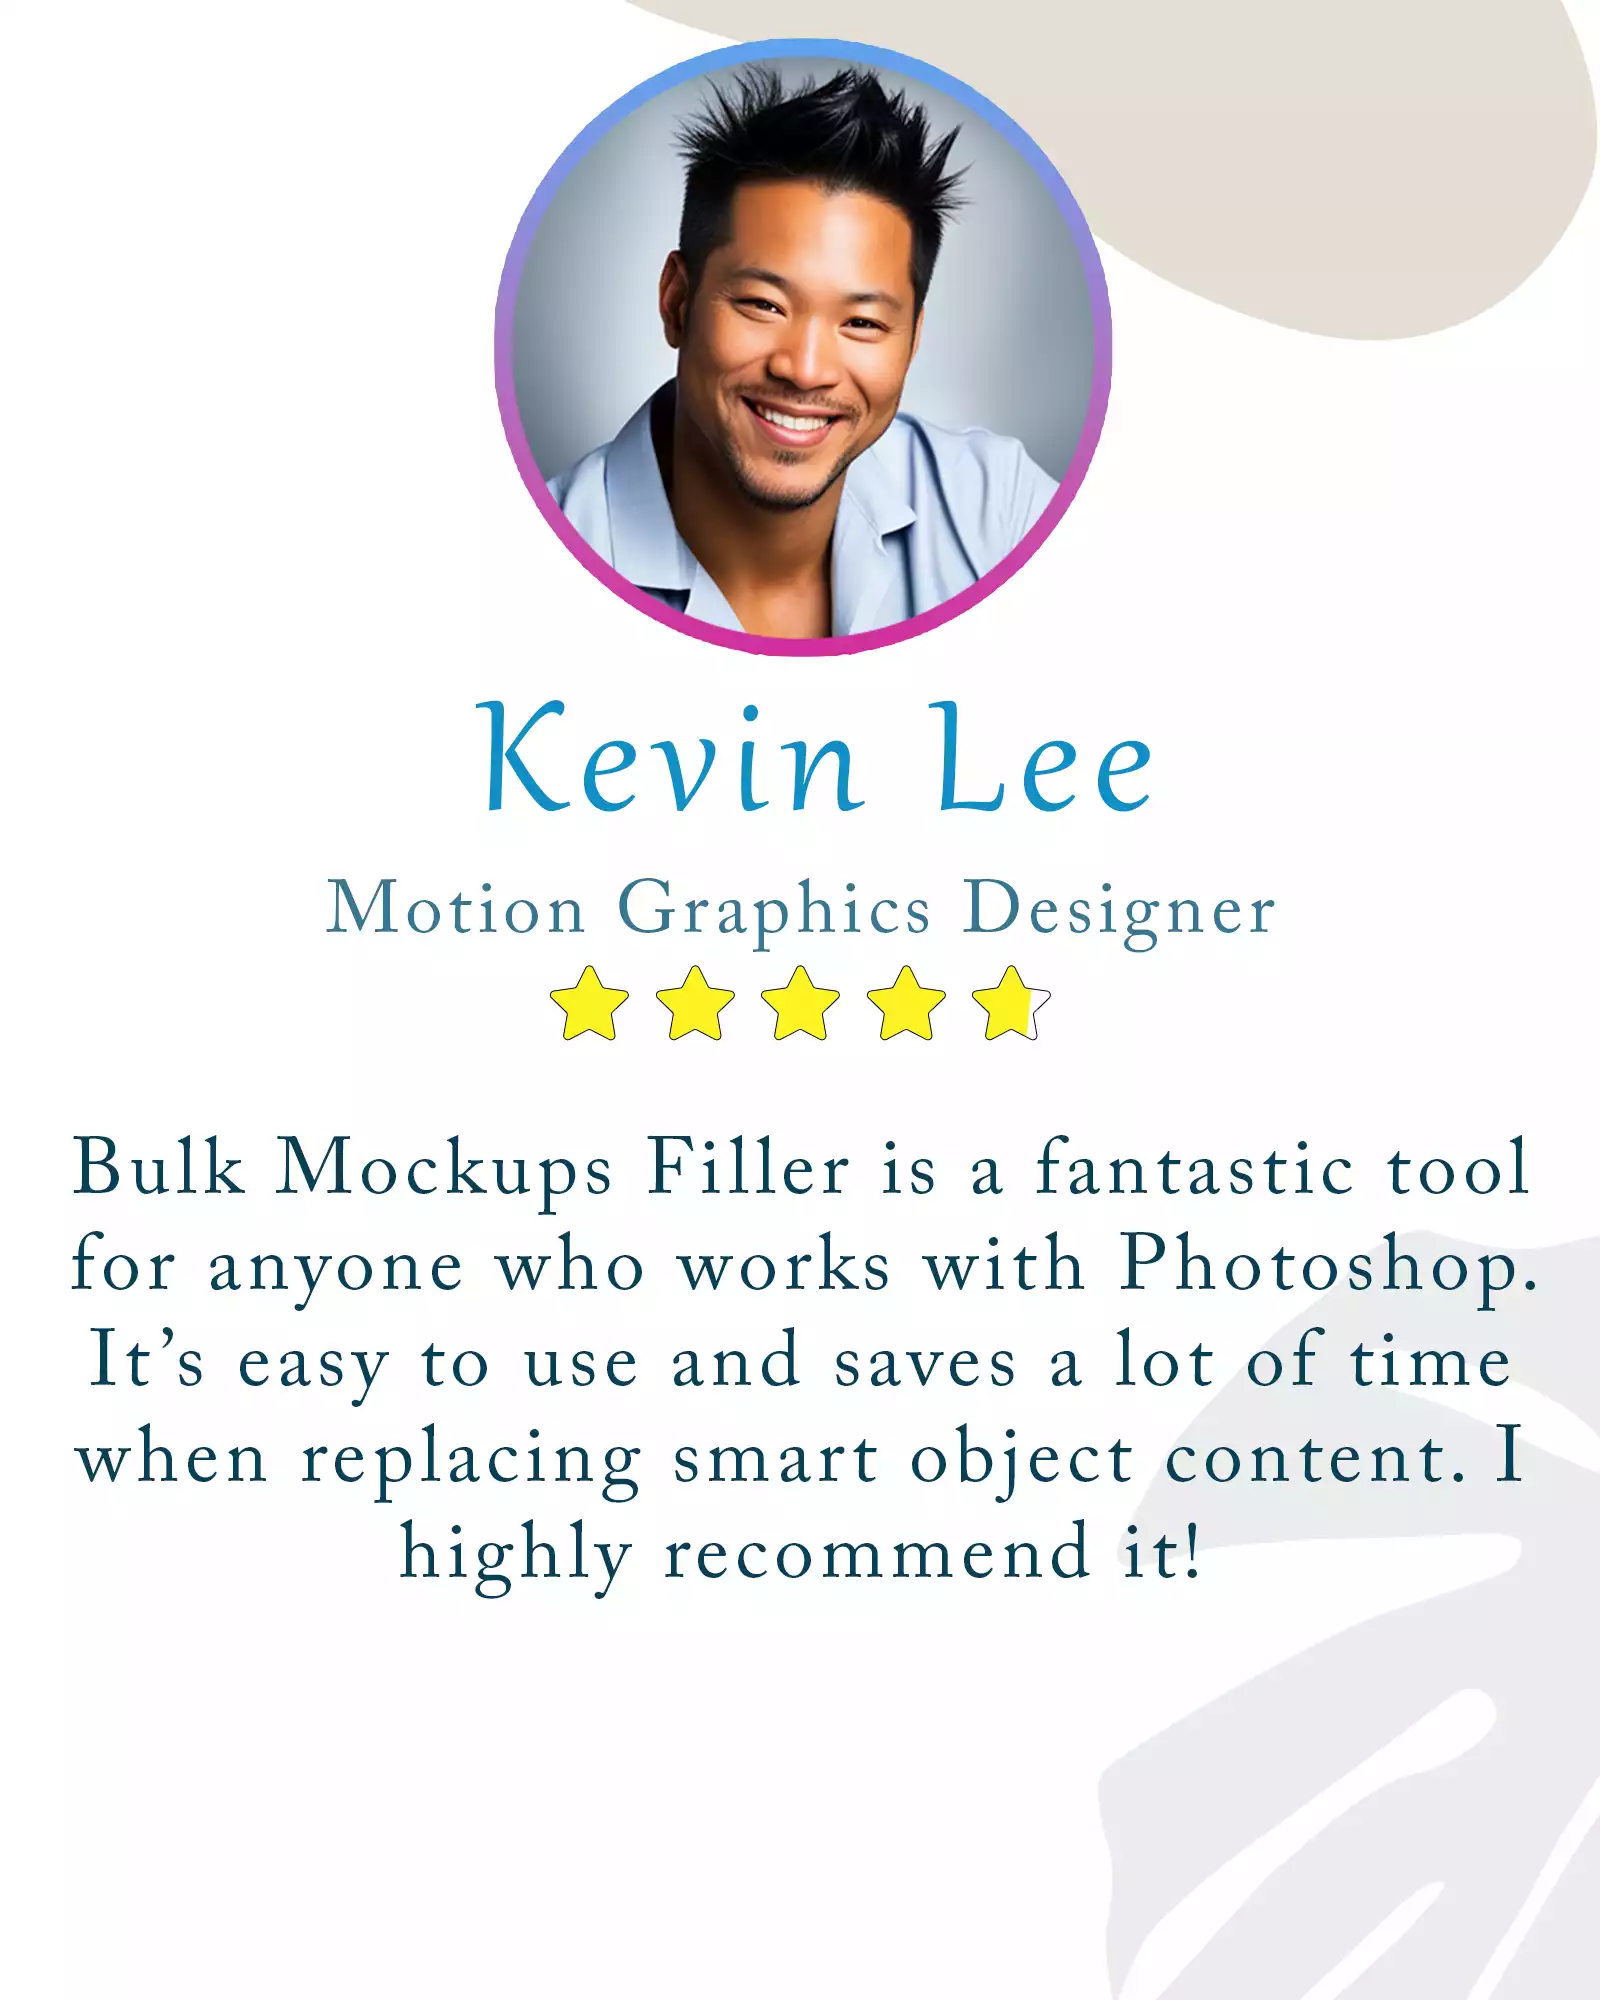 Kevin Lee
Motion Graphics Designer
Bulk Mockups Filler is a fantastic tool
for anyone who works with Photoshop.
It’s easy to use and saves a lot of time
when replacing smart object content. I
highly recommend it!